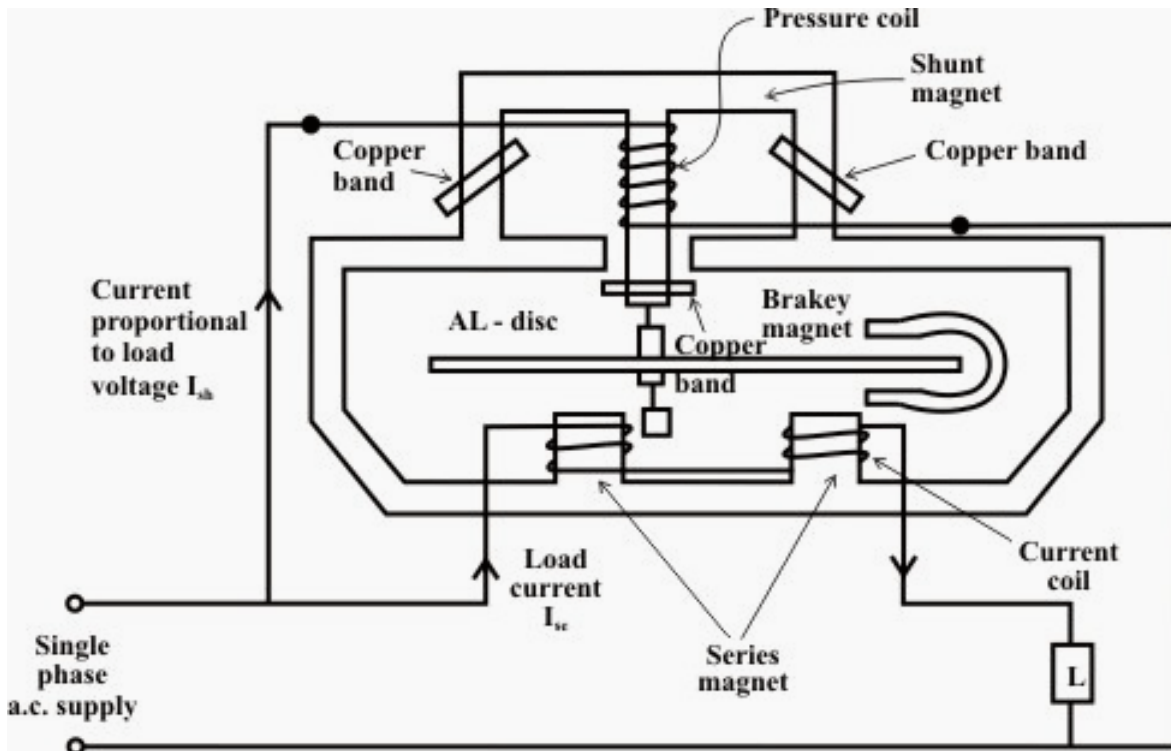 Pressure coil
Shunt
magnet
Copper
band
Copper band
Current
proportional
to load
voltage Ish
AL - disc
Brakey
magnet
Copper
band
Load
current
Ise
Current
coil
Series
magnet
Single
phase
a.c. supply
L